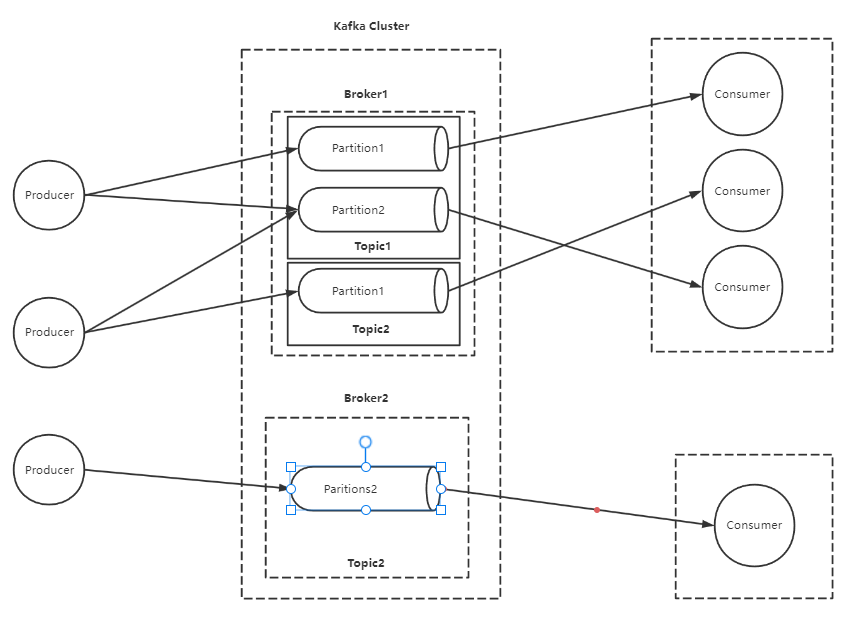 Kafka Cluster
Broker1
Partition1
Partition2
Topic1
Partition1
Topic2
Broker2
Paritions2
Topic2
Producer
Producer
Producer
Consumer
Consumer
Consumer
Consumer